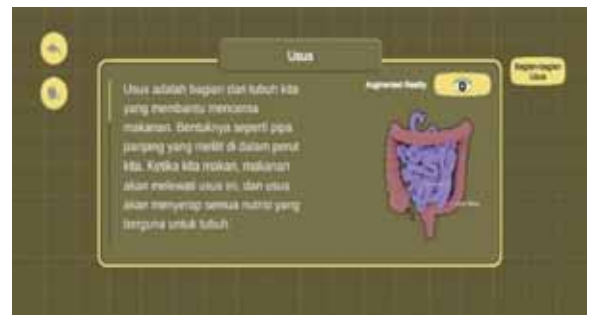 Usus
Bagian-bagian
Usus
Augmented Reality
Usus adalah bagian dari tubuh kita
yang membantu mencerna
makanan. Bentuknya seperti pipa
panjang yang melilit di dalam perut
kita. Ketika kita makan, makanan
akan melewati usus ini, dan usus
akan menyerap semua nutrisi yang
berguna untuk tubuh.